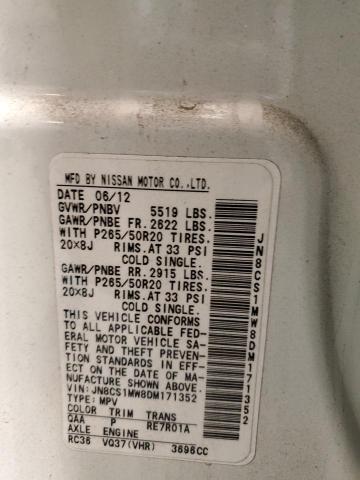 MFD BY NISSAN MOTOR CO.,LTD.
DATE 06/12
GVWR/PNBV 5519 LBS.
GAWR/PNBE FR. 2622 LBS.
WITH P265/50R20 TIRES.
20×8J RIMS. AT 33 PSI
COLD SINGLE.
GAWR/PNBE RR. 2915 LBS.
WITH P265/50R20 TIRES.
20×8J RIMS. AT 33 PSI
COLD SINGLE.
THIS VEHICLE CONFORMS
TO ALL APPLICABLE FED-
ERAL MOTOR VEHICLE SA-
FETY AND THEFT PREVEN-
TION STANDARDS IN EFF-
ECT ON THE DATE OF MA-
NUFACTURE SHOWN ABOVE.
VIN: JN8CS1MW8DM171352
TYPE: MPV
COLOR TRIM TRANS
QAA P RE7R01A
AXLE ENGINE
RC36 VQ37(VHR) 3696CC
JN8CS1MW8DM171352